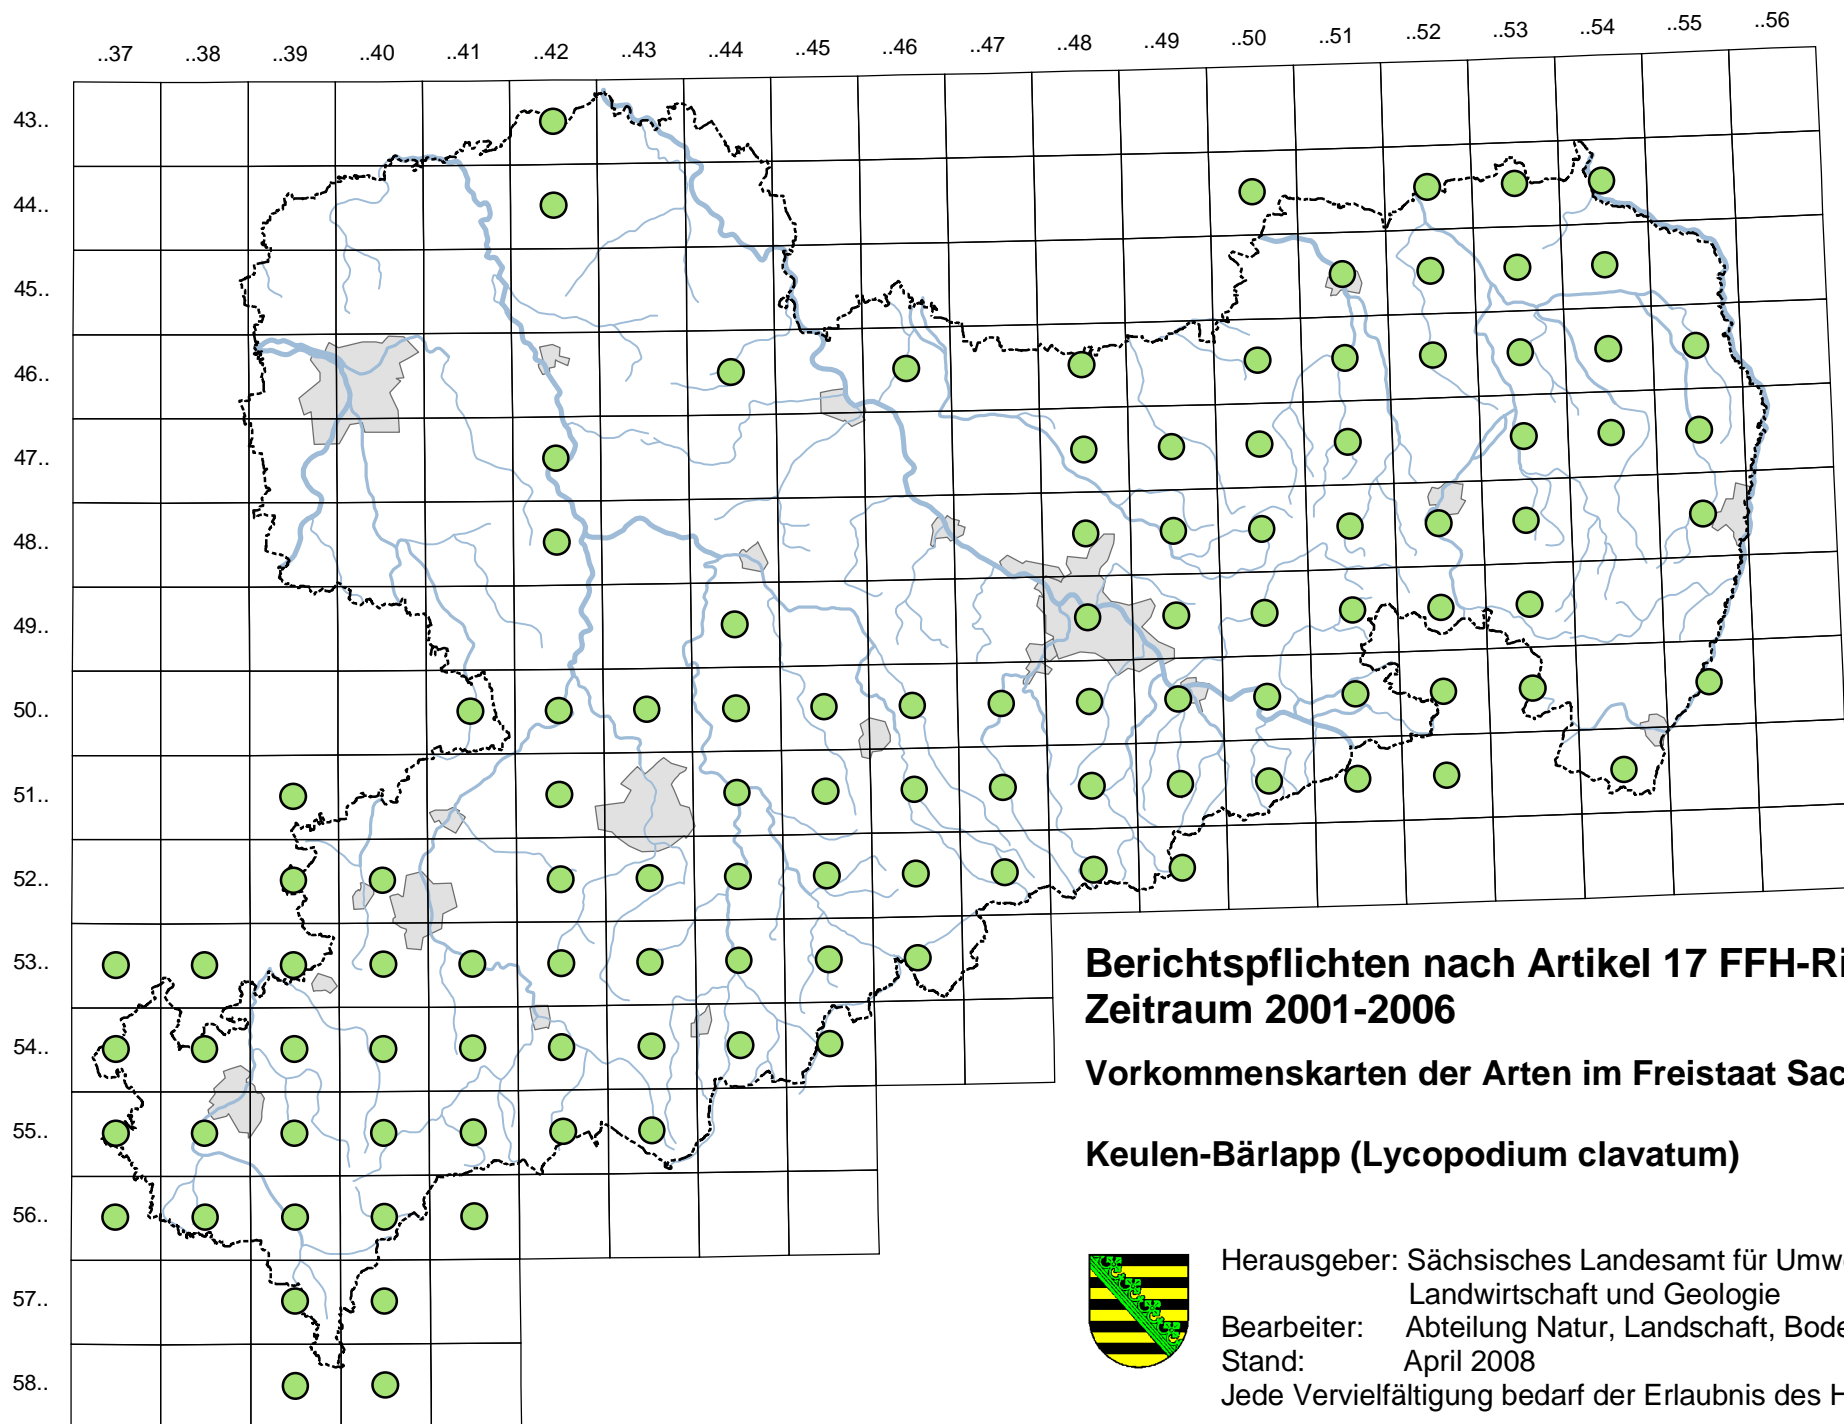 ..37 ..38 ..39 ..40 ..41 ..42 ..43 ..44 ..45 ..46 ..47 ..48 ..49 ..50 ..51 ..52 ..53 ..54 ..55 ..56
43..
44..
45..
46..
47..
48..
49..
50..
51..
52..
53..
54..
55..
56..
57..
58..
Berichtspflichten nach Artikel 17 FFH-Ri
Zeitraum 2001-2006
Vorkommenskarten der Arten im Freistaat Sac
Keulen-Bärlapp (Lycopodium clavatum)
Herausgeber: Sächsisches Landesamt für Umwe
Landwirtschaft und Geologie
Bearbeiter: Abteilung Natur, Landschaft, Bode
Stand: April 2008
Jede Vervielfältigung bedarf der Erlaubnis des H